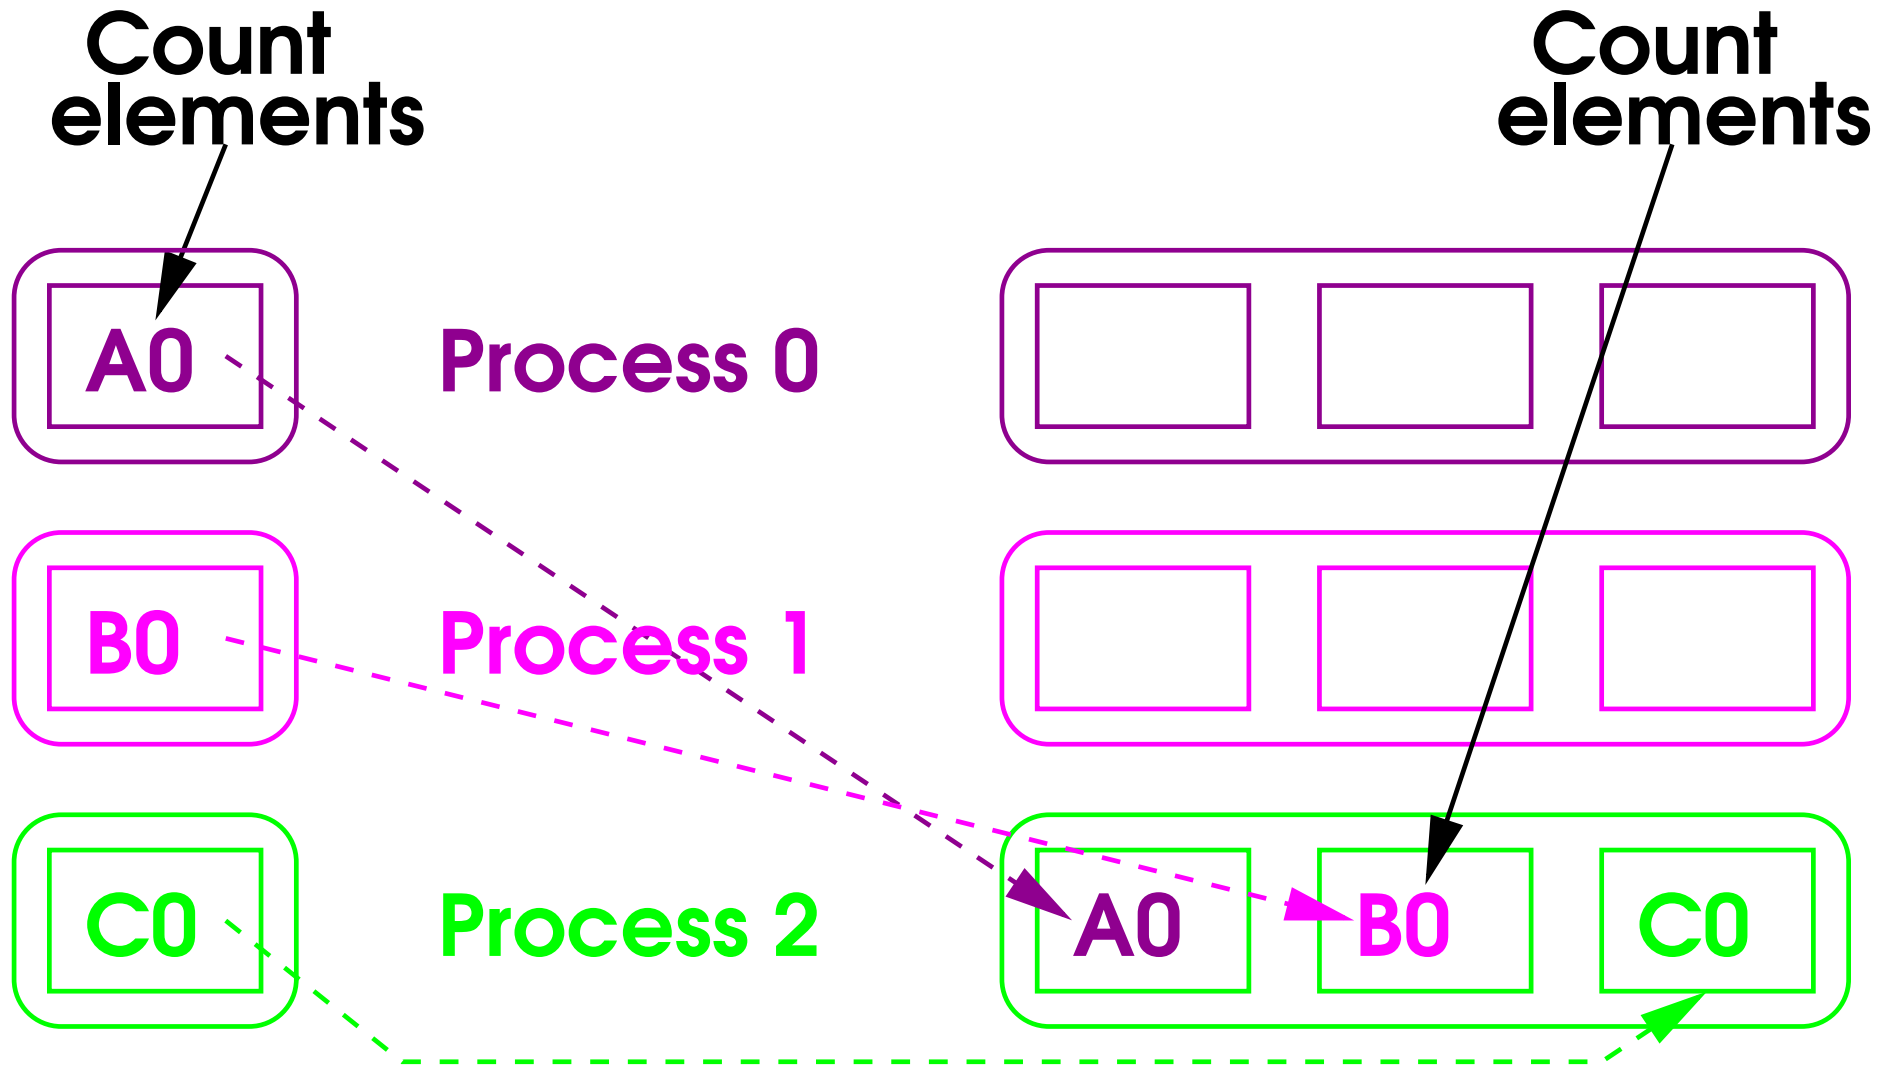 Count
elements
Count
elements
A0
Process 0
B0
Process 1
C0
Process 2
A0
B0
C0